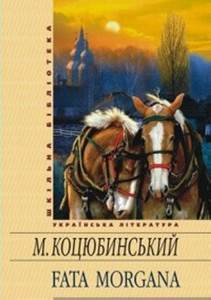 ШКІЛЬНА БІБЛІОТЕКА
УКРАЇНСЬКА ЛІТЕРАТУРА
М. КОЦЮБИНСЬКИЙ
FATA MORGANA